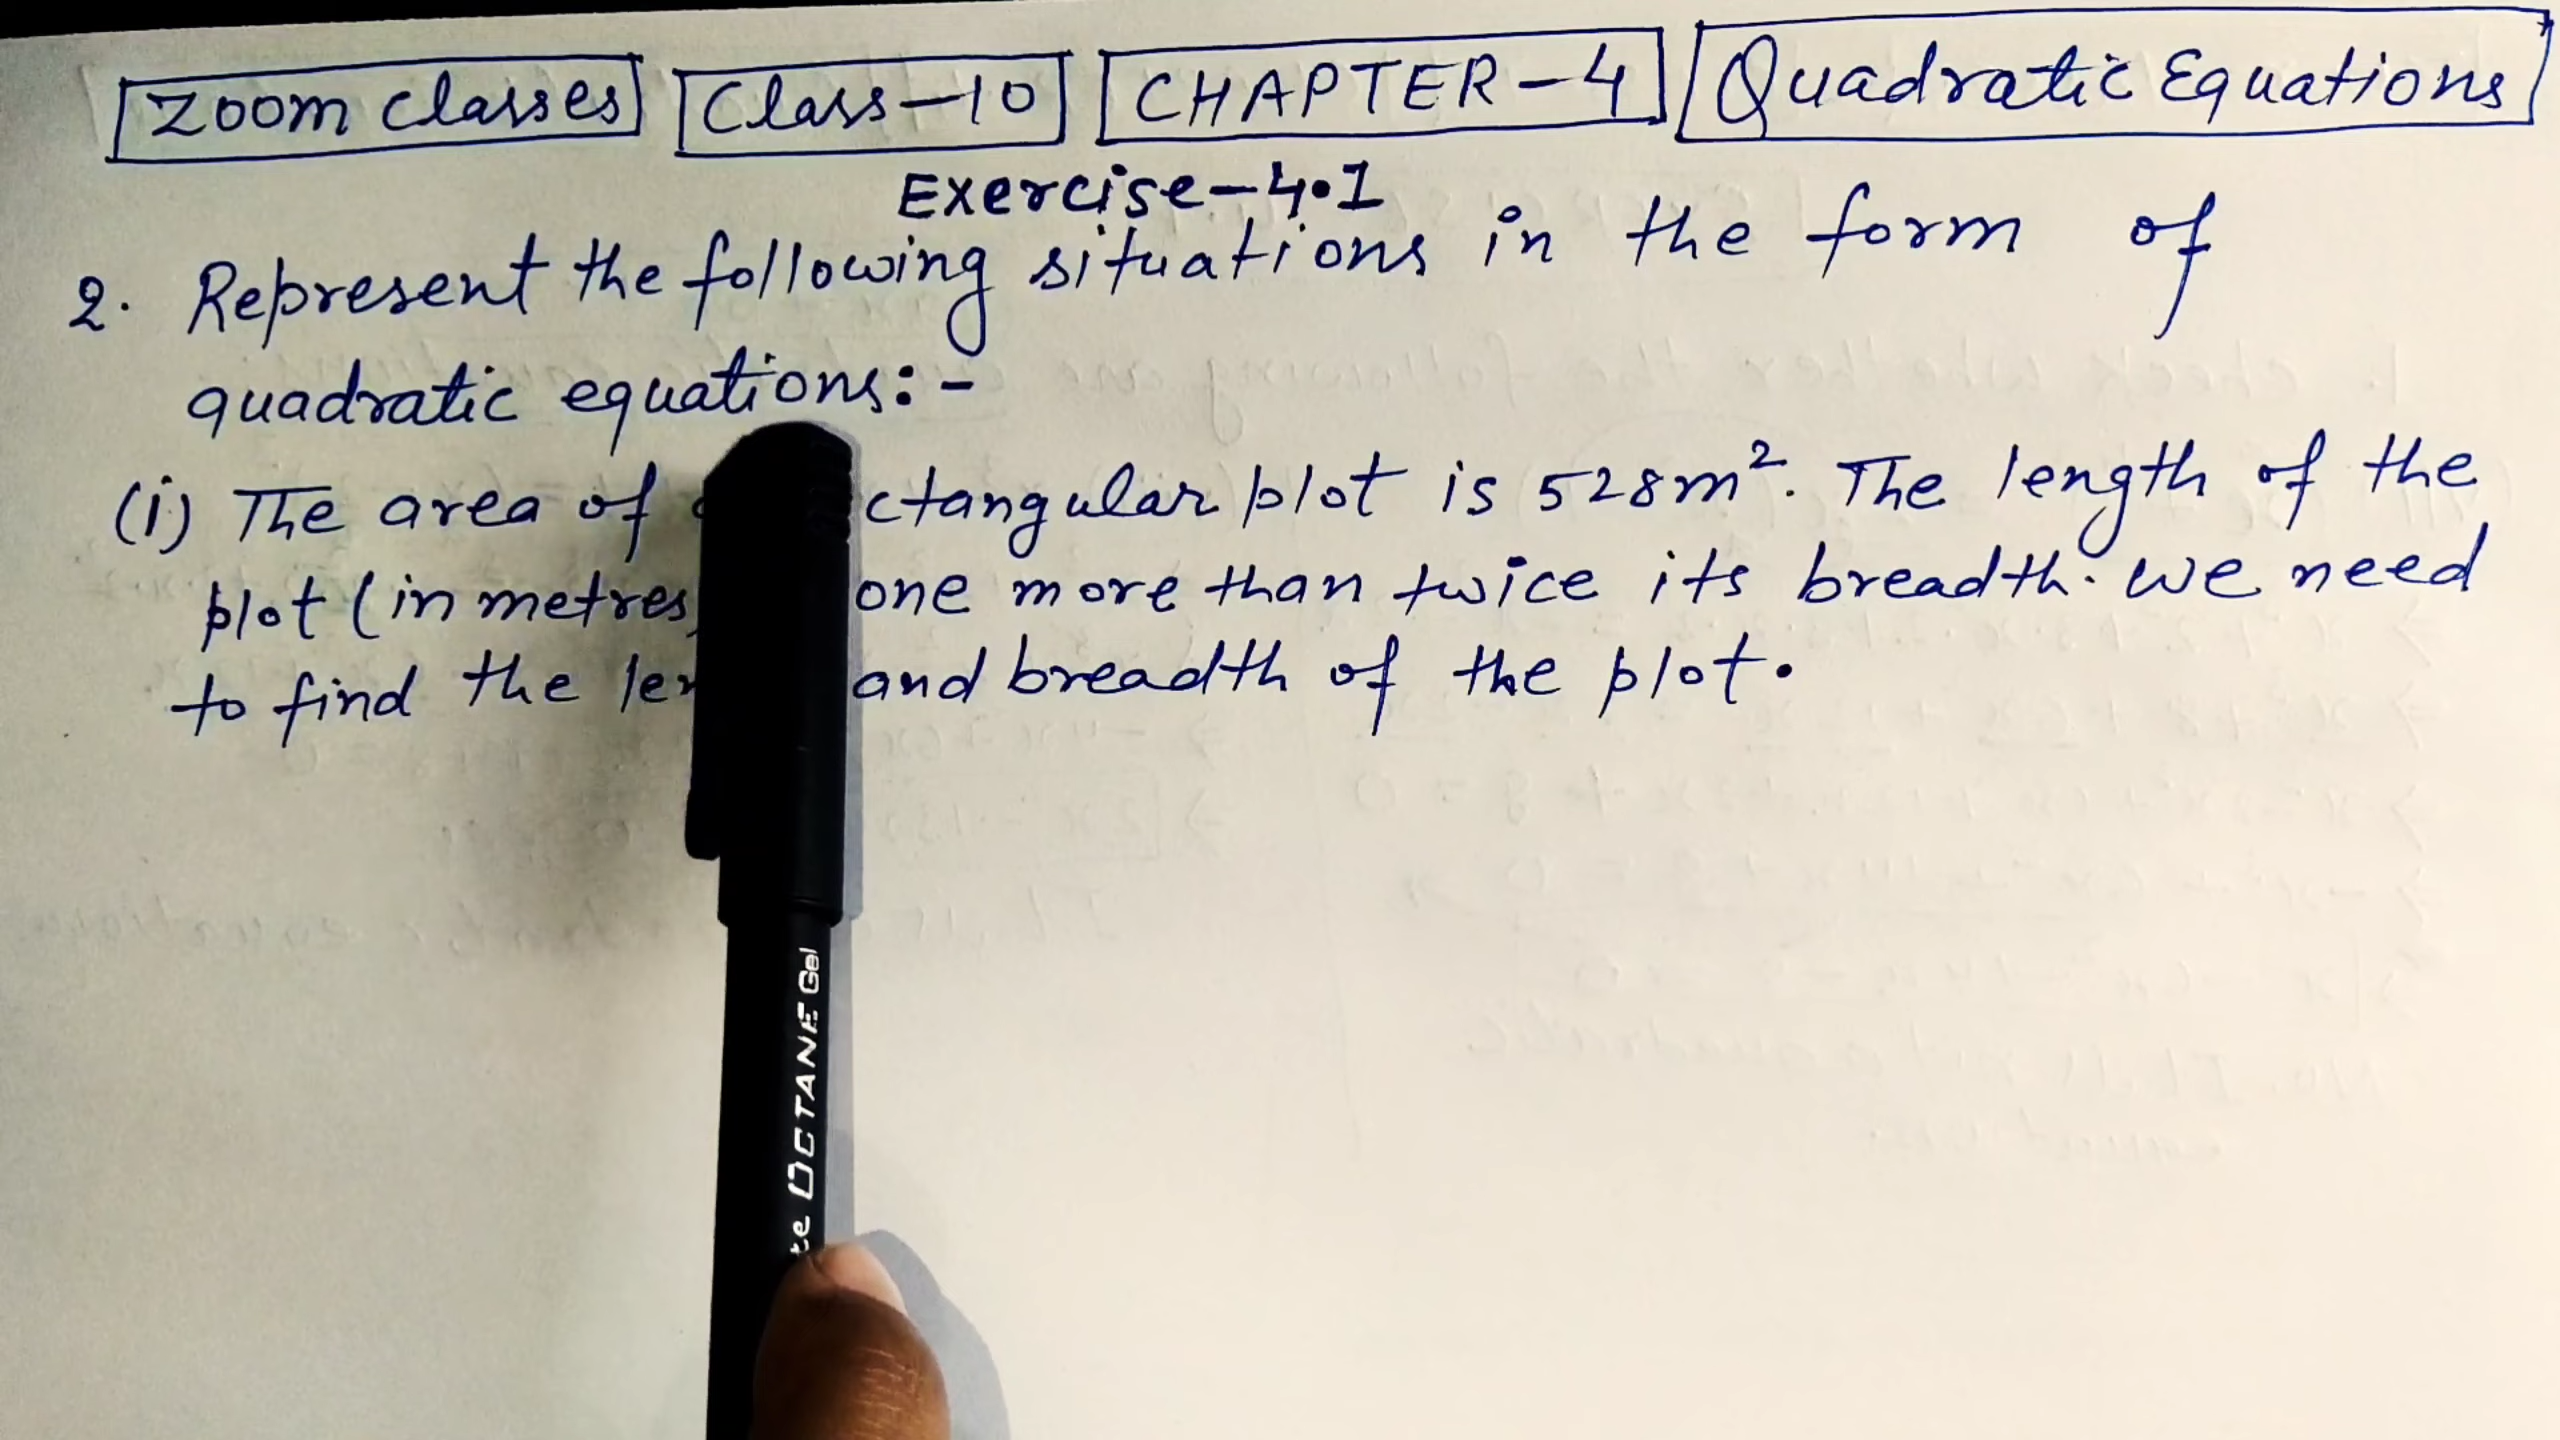 Zoom classes Class-10 CHAPTER-4 Quadratic Equations
Exercise-4.1
2. Represent the following situations in the form of
quadratic equations:-
(i) The area of ctangular plot is 528m². The length of the
plot (in metres one more than twice its breadth. We need
to find the len and breadth of the plot.
te OCTANE Gel